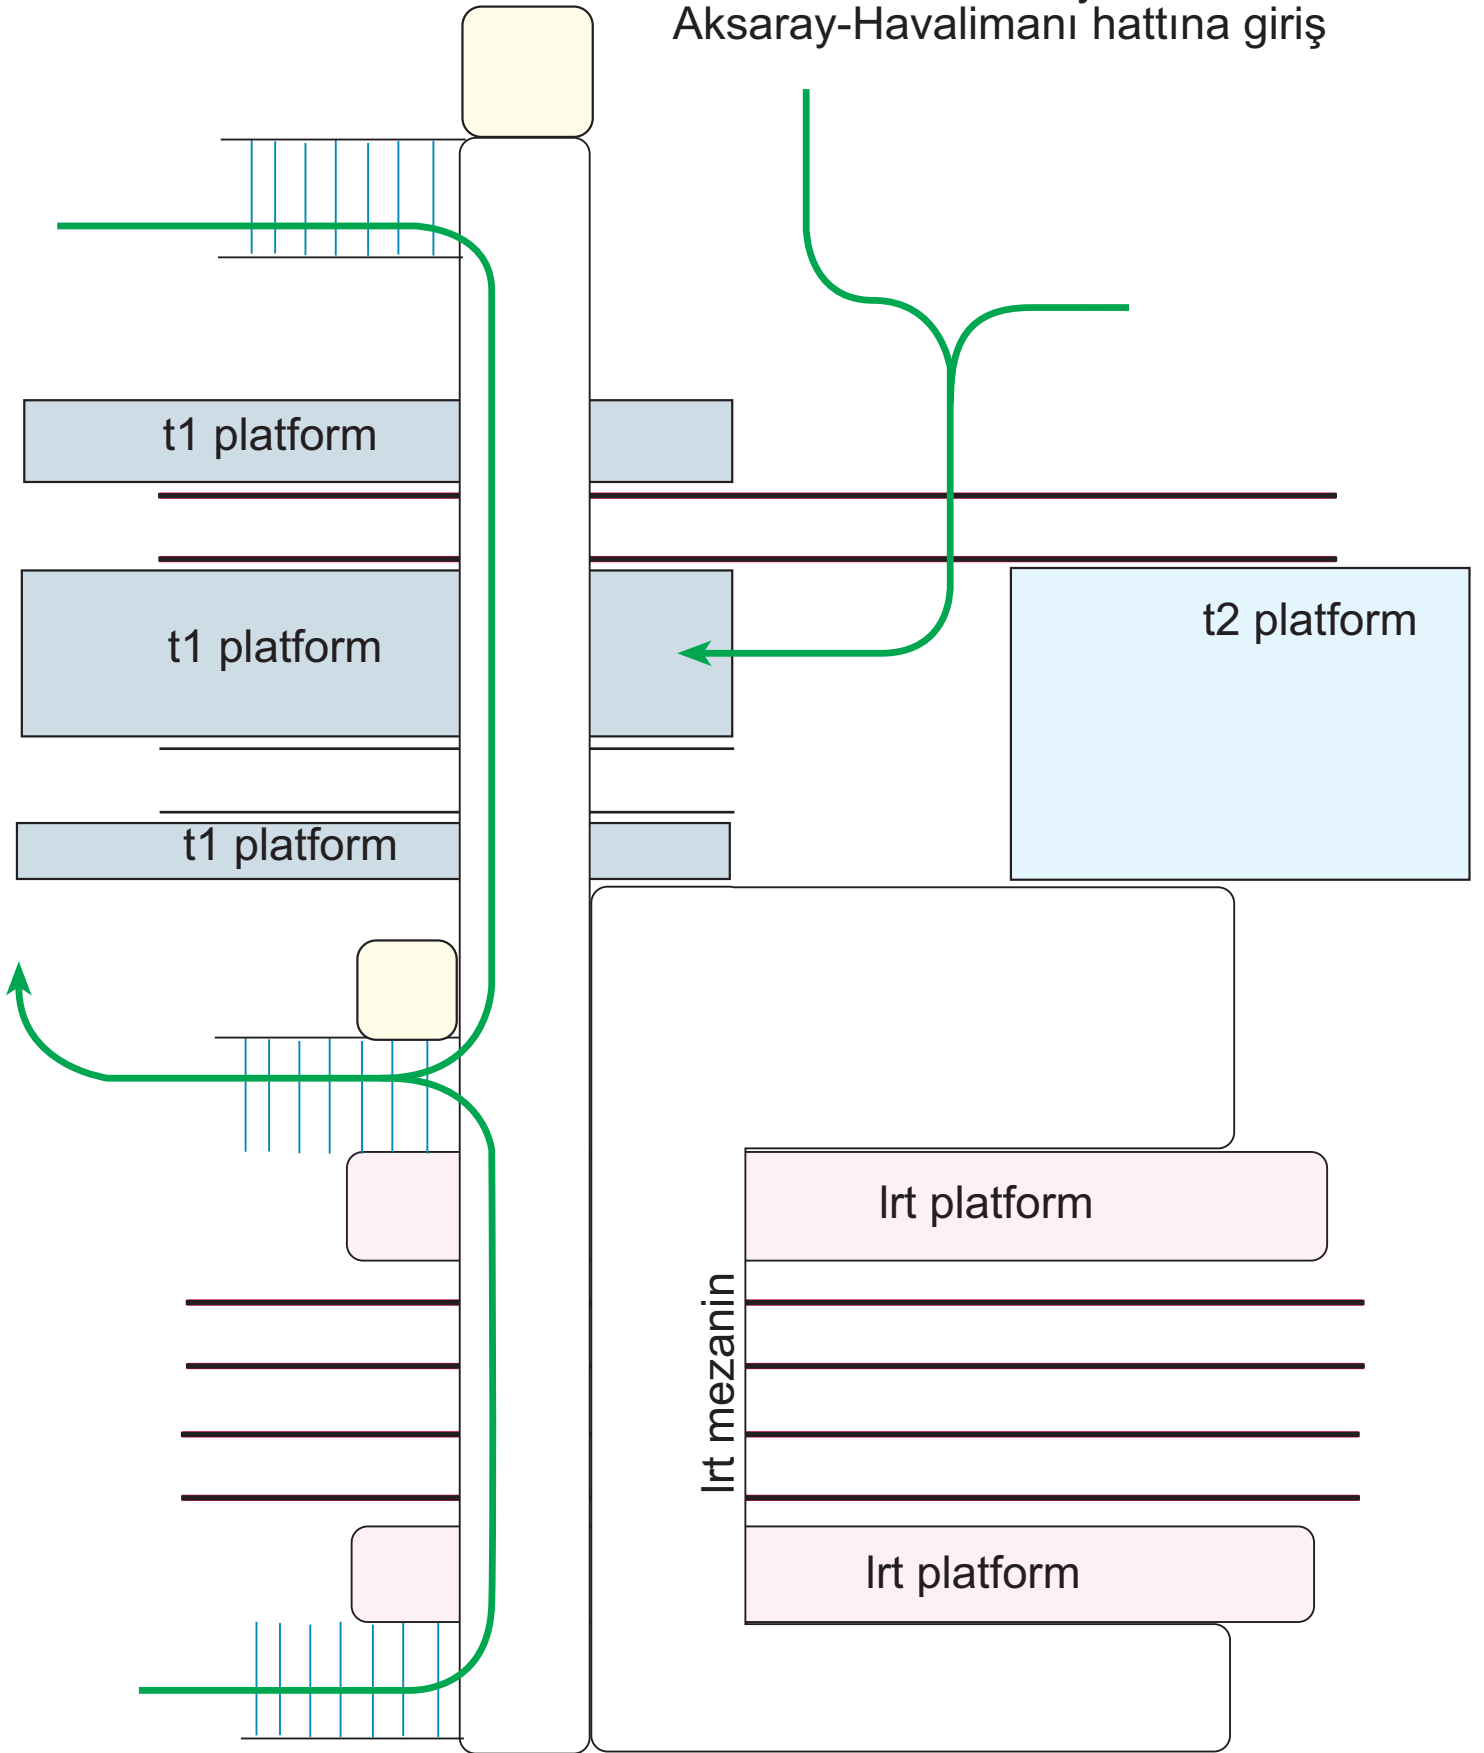 Aksaray-Havalimanı hattına giriş
t1 platform
t1 platform
t2 platform
t1 platform
lrt platform
lrt mezanin
lrt platform